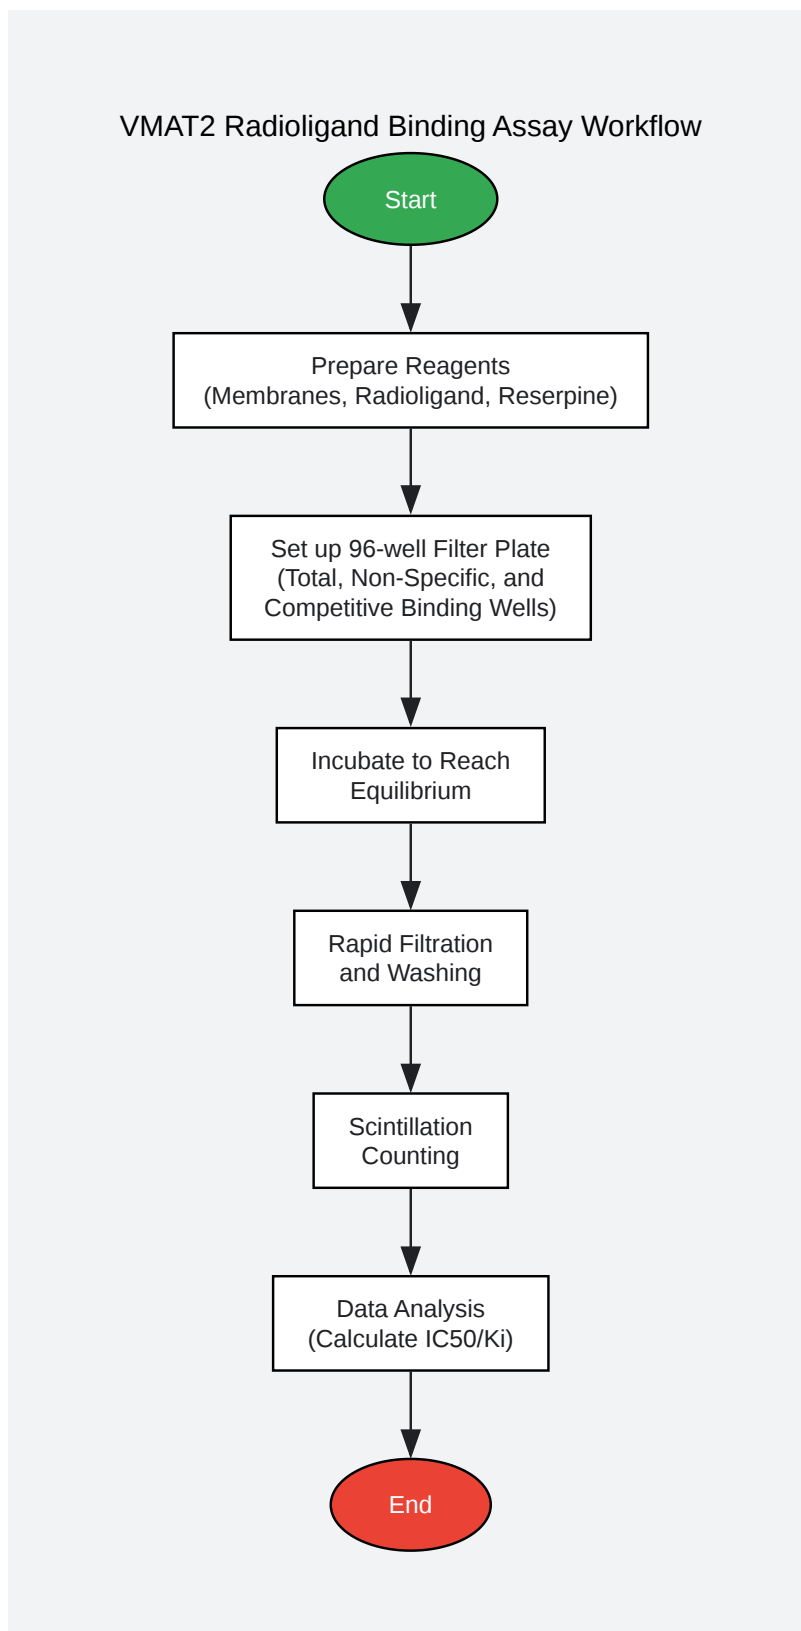 VMAT2 Radioligand Binding Assay Workflow
Start
Prepare Reagents
(Membranes, Radioligand, Reserpine)
Set up 96-well Filter Plate
(Total, Non-Specific, and
Competitive Binding Wells)
Incubate to Reach
Equilibrium
Rapid Filtration
and Washing
Scintillation
Counting
Data Analysis
(Calculate IC50/Ki)
End